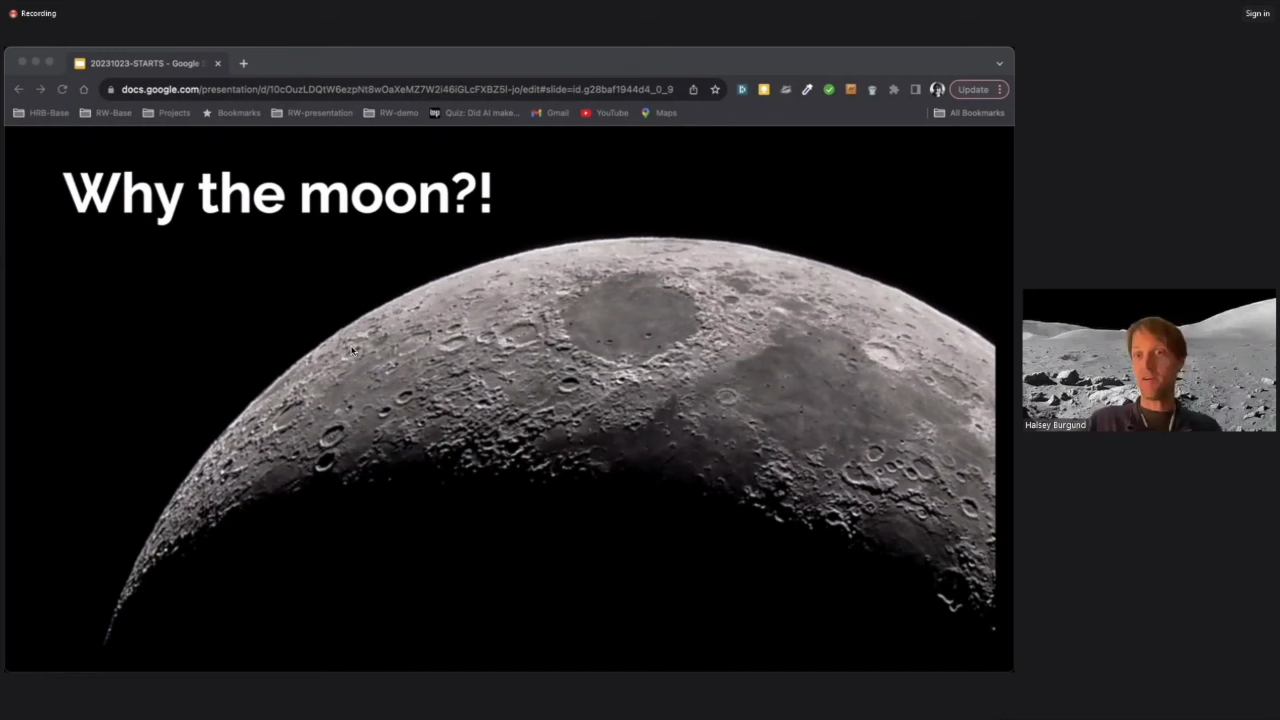 Recording
Sign in
20231023-STARTS - Google
docs.google.com/presentation/d/10cOuzLDQtW6ezpNt8wOaXeMZ7W2i46iGLcFXBZ5I-jo/edit#slide=id.g28baf1944d4_0_9
Update
HRB-Base RW-Base Projects Bookmarks RW-presentation RW-demo Quiz: Did AI make... Gmail YouTube Maps All Bookmarks
Why the moon?!
Halsey Burgund